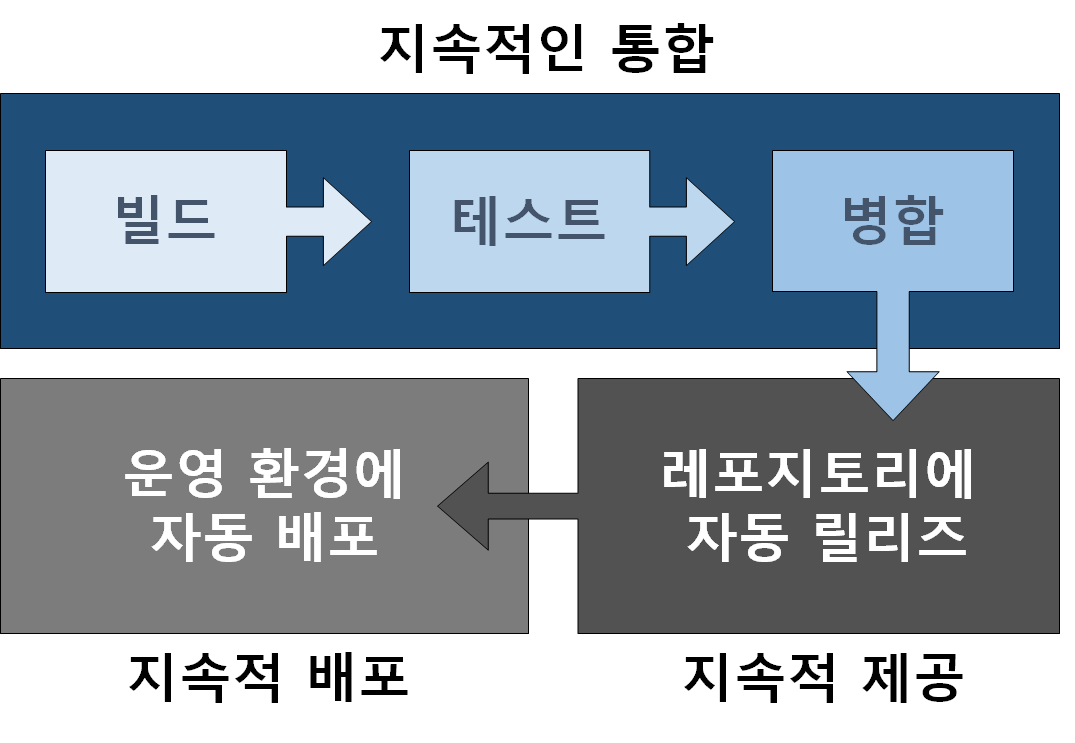 지속적인 통합
빌드
테스트
병합
운영 환경에
자동 배포
레포지토리에
자동 릴리즈
지속적 배포
지속적 제공